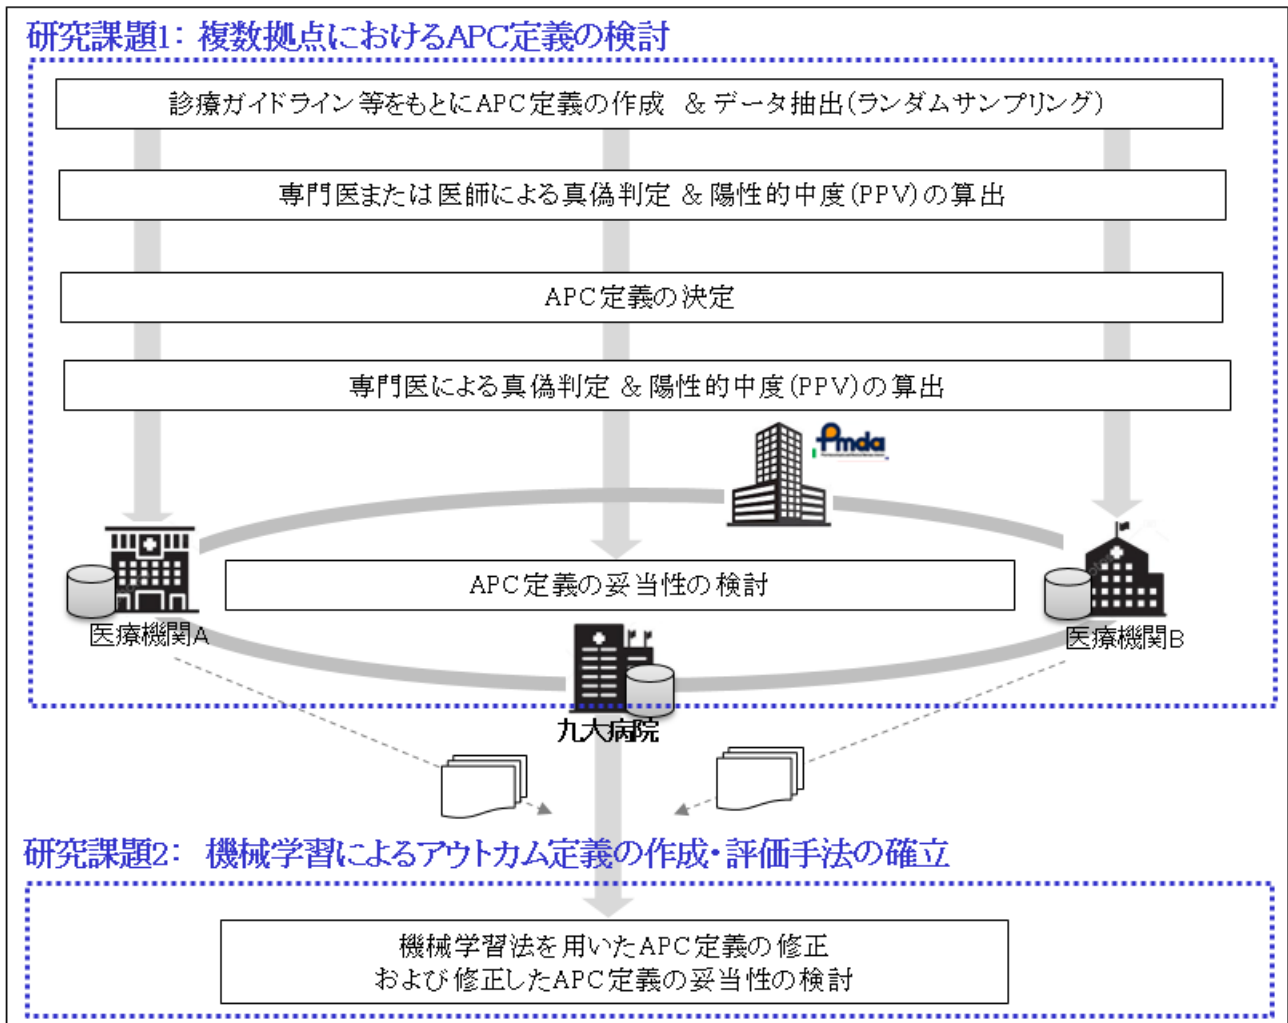 研究課題1: 複数拠点におけるAPC定義の検討
診療ガイドライン等をもとにAPC定義の作成 & データ抽出(ランダムサンプリング)
専門医または医師による真偽判定 & 陽性的中度(PPV)の算出
APC定義の決定
専門医による真偽判定 & 陽性的中度(PPV)の算出
Pmda
APC定義の妥当性の検討
医療機関A
医療機関B
九大病院
研究課題2: 機械学習によるアウトカム定義の作成・評価手法の確立
機械学習法を用いたAPC定義の修正
および修正したAPC定義の妥当性の検討